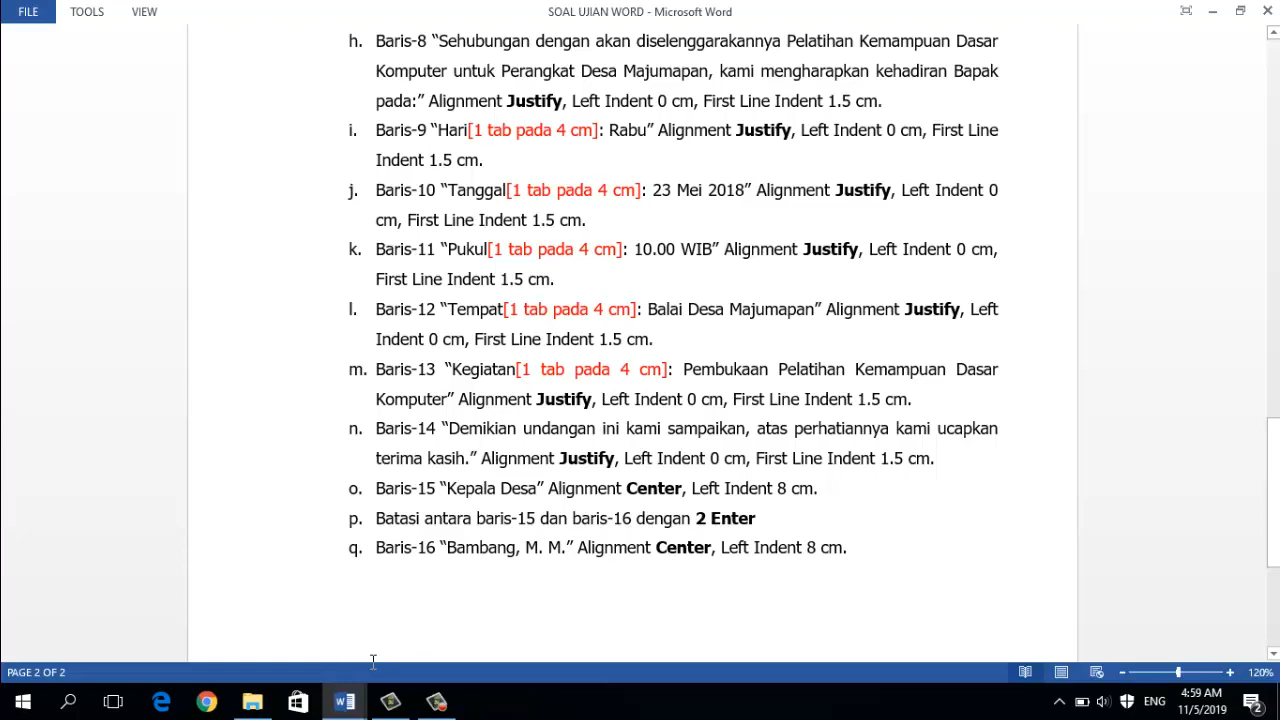 FILE TOOLS VIEW SOAL UJIAN WORD - Microsoft Word
h. Baris-8 “Sehubungan dengan akan diselenggarakannya Pelatihan Kemampuan Dasar
Komputer untuk Perangkat Desa Majumapan, kami mengharapkan kehadiran Bapak
pada:” Alignment Justify, Left Indent 0 cm, First Line Indent 1.5 cm.
i. Baris-9 “Hari[1 tab pada 4 cm]: Rabu” Alignment Justify, Left Indent 0 cm, First Line
Indent 1.5 cm.
j. Baris-10 “Tanggal[1 tab pada 4 cm]: 23 Mei 2018” Alignment Justify, Left Indent 0
cm, First Line Indent 1.5 cm.
k. Baris-11 “Pukul[1 tab pada 4 cm]: 10.00 WIB” Alignment Justify, Left Indent 0 cm,
First Line Indent 1.5 cm.
l. Baris-12 “Tempat[1 tab pada 4 cm]: Balai Desa Majumapan” Alignment Justify, Left
Indent 0 cm, First Line Indent 1.5 cm.
m. Baris-13 “Kegiatan[1 tab pada 4 cm]: Pembukaan Pelatihan Kemampuan Dasar
Komputer” Alignment Justify, Left Indent 0 cm, First Line Indent 1.5 cm.
n. Baris-14 “Demikian undangan ini kami sampaikan, atas perhatiannya kami ucapkan
terima kasih.” Alignment Justify, Left Indent 0 cm, First Line Indent 1.5 cm.
o. Baris-15 “Kepala Desa” Alignment Center, Left Indent 8 cm.
p. Batasi antara baris-15 dan baris-16 dengan 2 Enter
q. Baris-16 “Bambang, M. M.” Alignment Center, Left Indent 8 cm.
PAGE 2 OF 2 120%
ENG 4:59 AM
11/5/2019 2